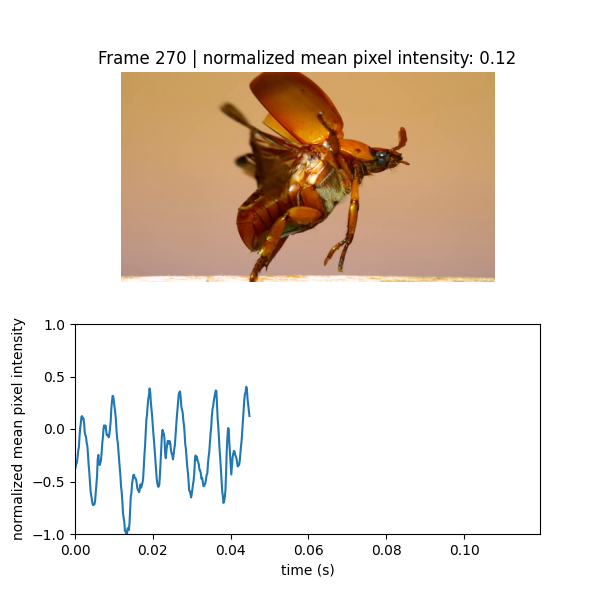 Frame 270 | normalized mean pixel intensity: 0.12
normalized mean pixel intensity
1.0
0.5
0.0
−0.5
−1.0
0.00 0.02 0.04 0.06 0.08 0.10
time (s)